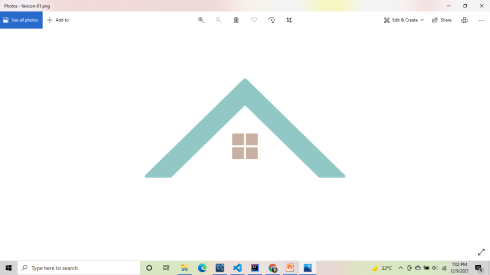 Photos - favicon-01.png
See all photos
Add to
Edit & Create
Share
Type here to search
22°C
7:02 PM
12/9/2021